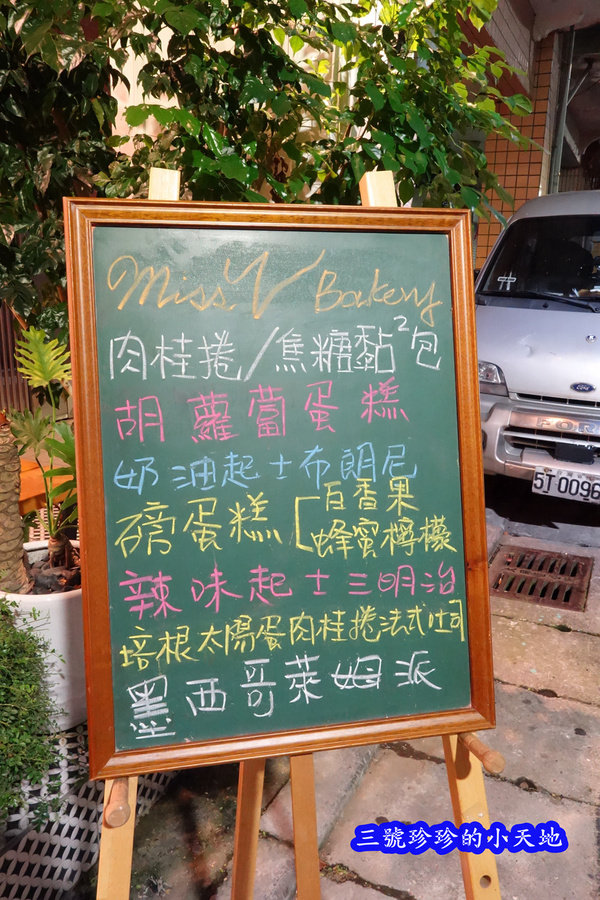 Miss V Bakery
肉桂捲/焦糖黏²包
胡蘿蔔蛋糕
奶油起士布朗尼
磅蛋糕[百香果
蜂蜜檸檬
辣味起士三明治
培根太陽蛋肉桂捲法式吐司
墨西哥萊姆派
FORD
Ford
5T 0096
三號珍珍的小天地